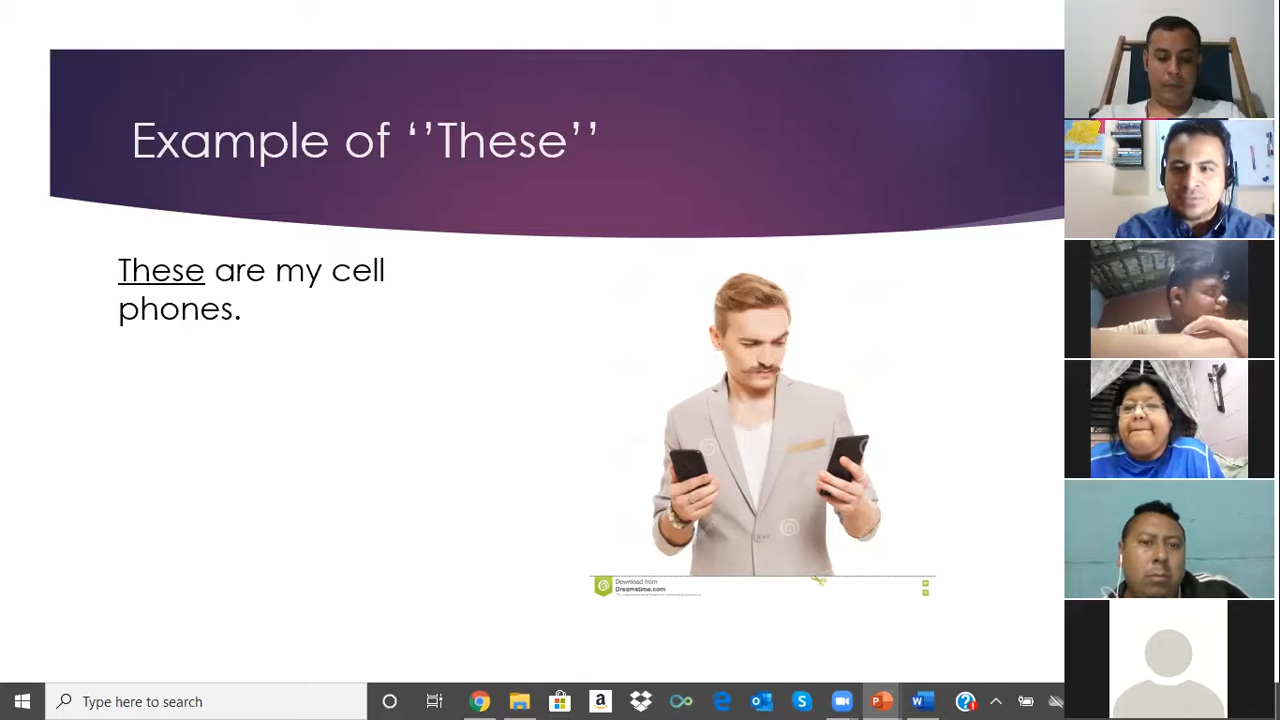 Example of ‘’These’’
These are my cell
phones.
Download from
Dreamstime.com
Type here to search